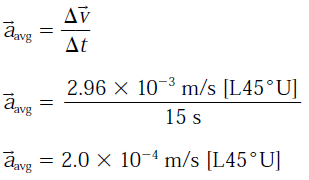 a⃗avg = Δv⃗ / Δt
a⃗avg = 2.96 × 10⁻³ m/s [L45°U] / 15 s
a⃗avg = 2.0 × 10⁻⁴ m/s [L45°U]